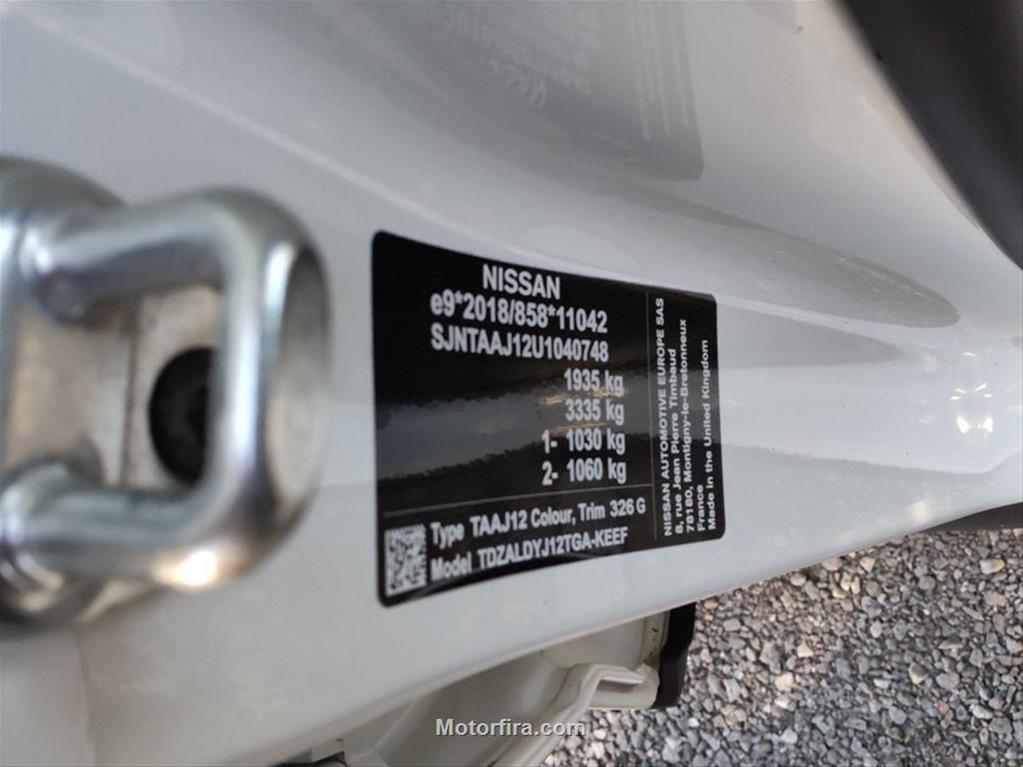 NISSAN
e9*2018/858*11042
SJNTAAJ12U1040748
1935 kg
3335 kg
1- 1030 kg
2- 1060 kg
Type TAAJ12 Colour, Trim 326 G
Model TDZALDYJ12TGA-KEEF
NISSAN AUTOMOTIVE EUROPE SAS
8, rue Jean Pierre Timbaud
78180, Montigny-le-Bretonneux
France
Made in the United Kingdom
Motorfira.com